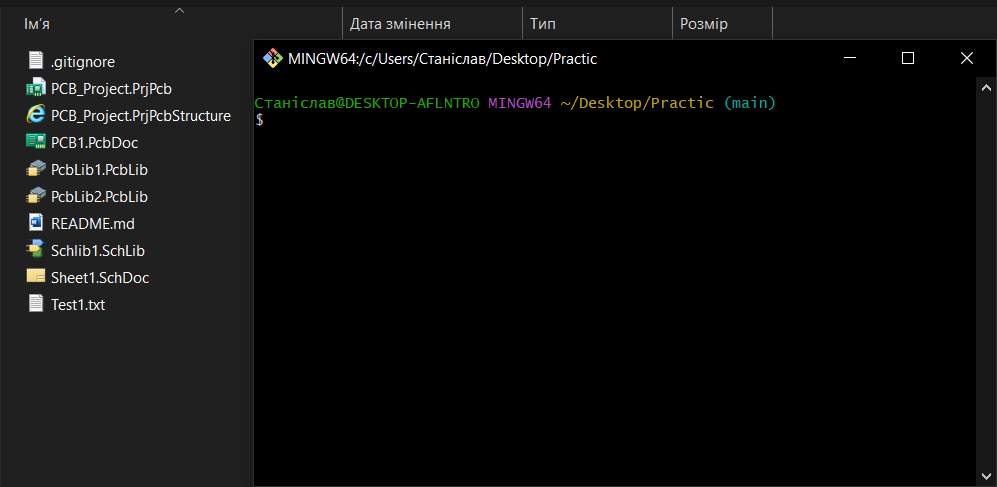 Ім’я Дата змінення Тип Розмір
.gitignore
PCB_Project.PrjPcb
PCB_Project.PrjPcbStructure
PCB1.PcbDoc
PcbLib1.PcbLib
PcbLib2.PcbLib
README.md
Schlib1.SchLib
Sheet1.SchDoc
Test1.txt
MINGW64:/c/Users/Станіслав/Desktop/Practic
Станіслав@DESKTOP-AFLNTRO MINGW64 ~/Desktop/Practic (main)
$